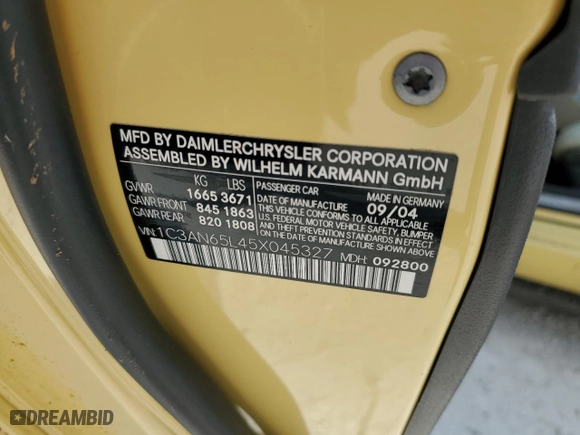 MFD BY DAIMLERCHRYSLER CORPORATION
ASSEMBLED BY WILHELM KARMANN GmbH
KG LBS
GVWR 1665 3671
GAWR FRONT 845 1863
GAWR REAR 820 1808
PASSENGER CAR MADE IN GERMANY
DATE OF MANUFACTURE 09/04
THIS VEHICLE CONFORMS TO ALL APPLICABLE
U.S. FEDERAL MOTOR VEHICLE SAFETY, BUMPER
AND THEFT PREVENTION STANDARDS IN EFFECT
ON THE DATE OF MANUFACTURE SHOWN ABOVE.
VIN: 1C3AN65L45X045327 MDH: 092800
DREAMBID